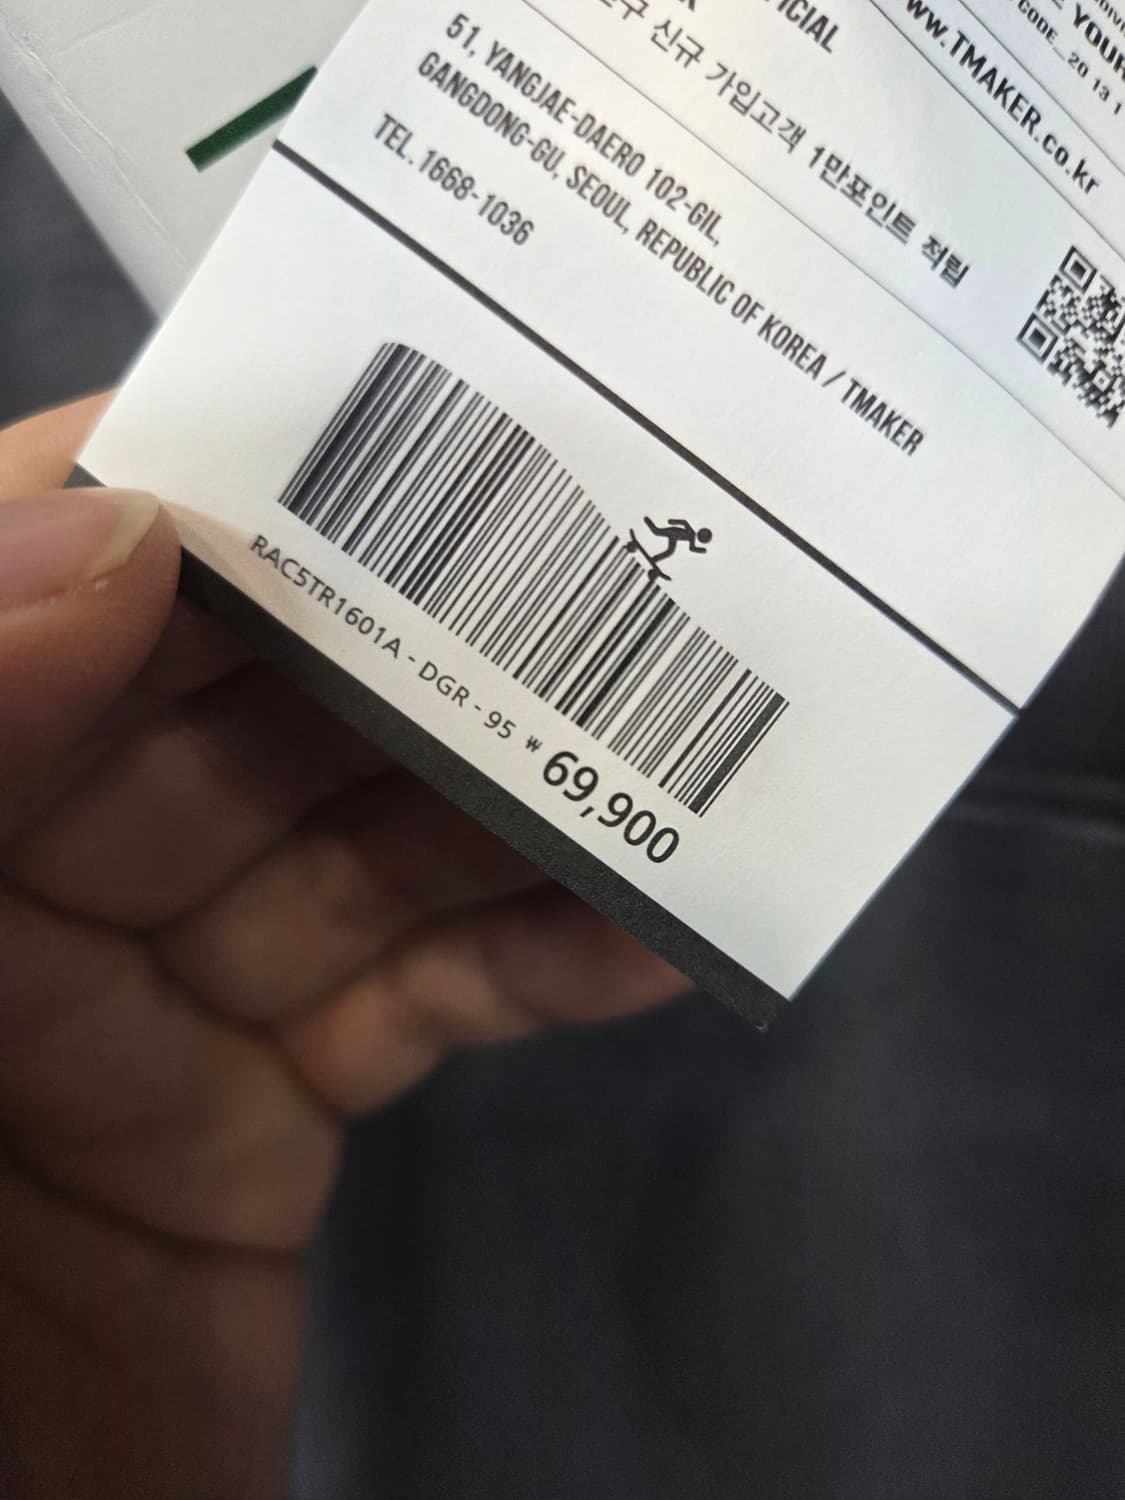 YOUR
CODE_20 13 1
WW.TMAKER.co.kr
신규 가입고객 1만포인트 적립
51, YANGJAE-DAERO 102-GIL,
GANGDONG-GU, SEOUL, REPUBLIC OF KOREA / TMAKER
TEL.1668-1036
RAC5TR1601A - DGR - 95 ₩ 69,900